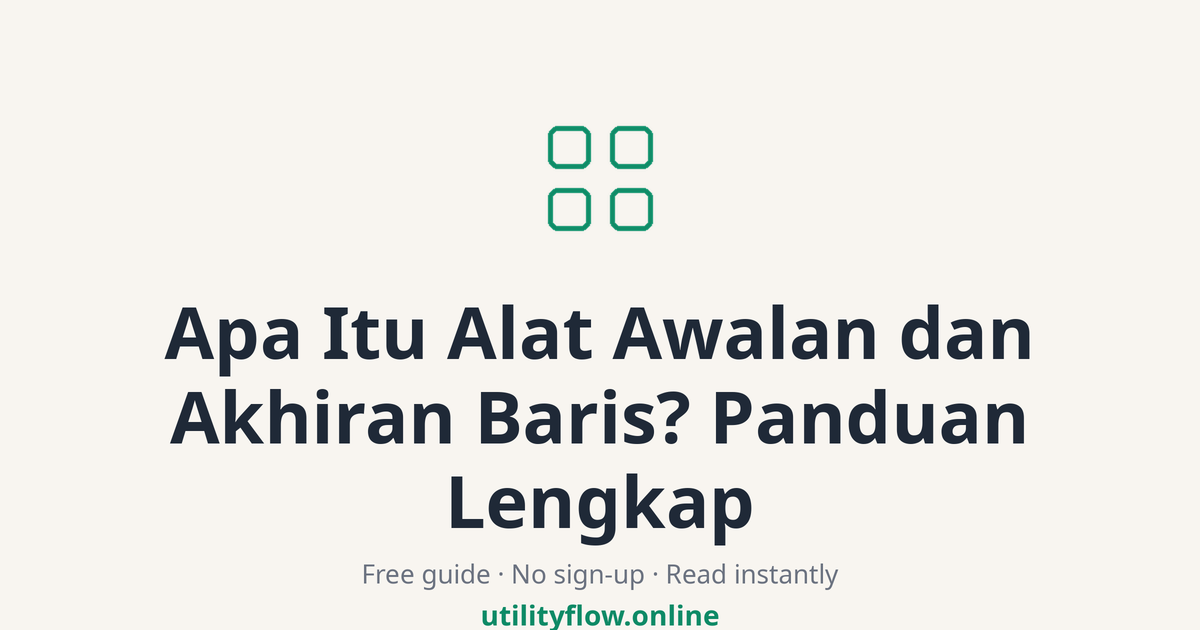 Apa Itu Alat Awalan dan
Akhiran Baris? Panduan
Lengkap
Free guide · No sign-up · Read instantly
utilityflow.online